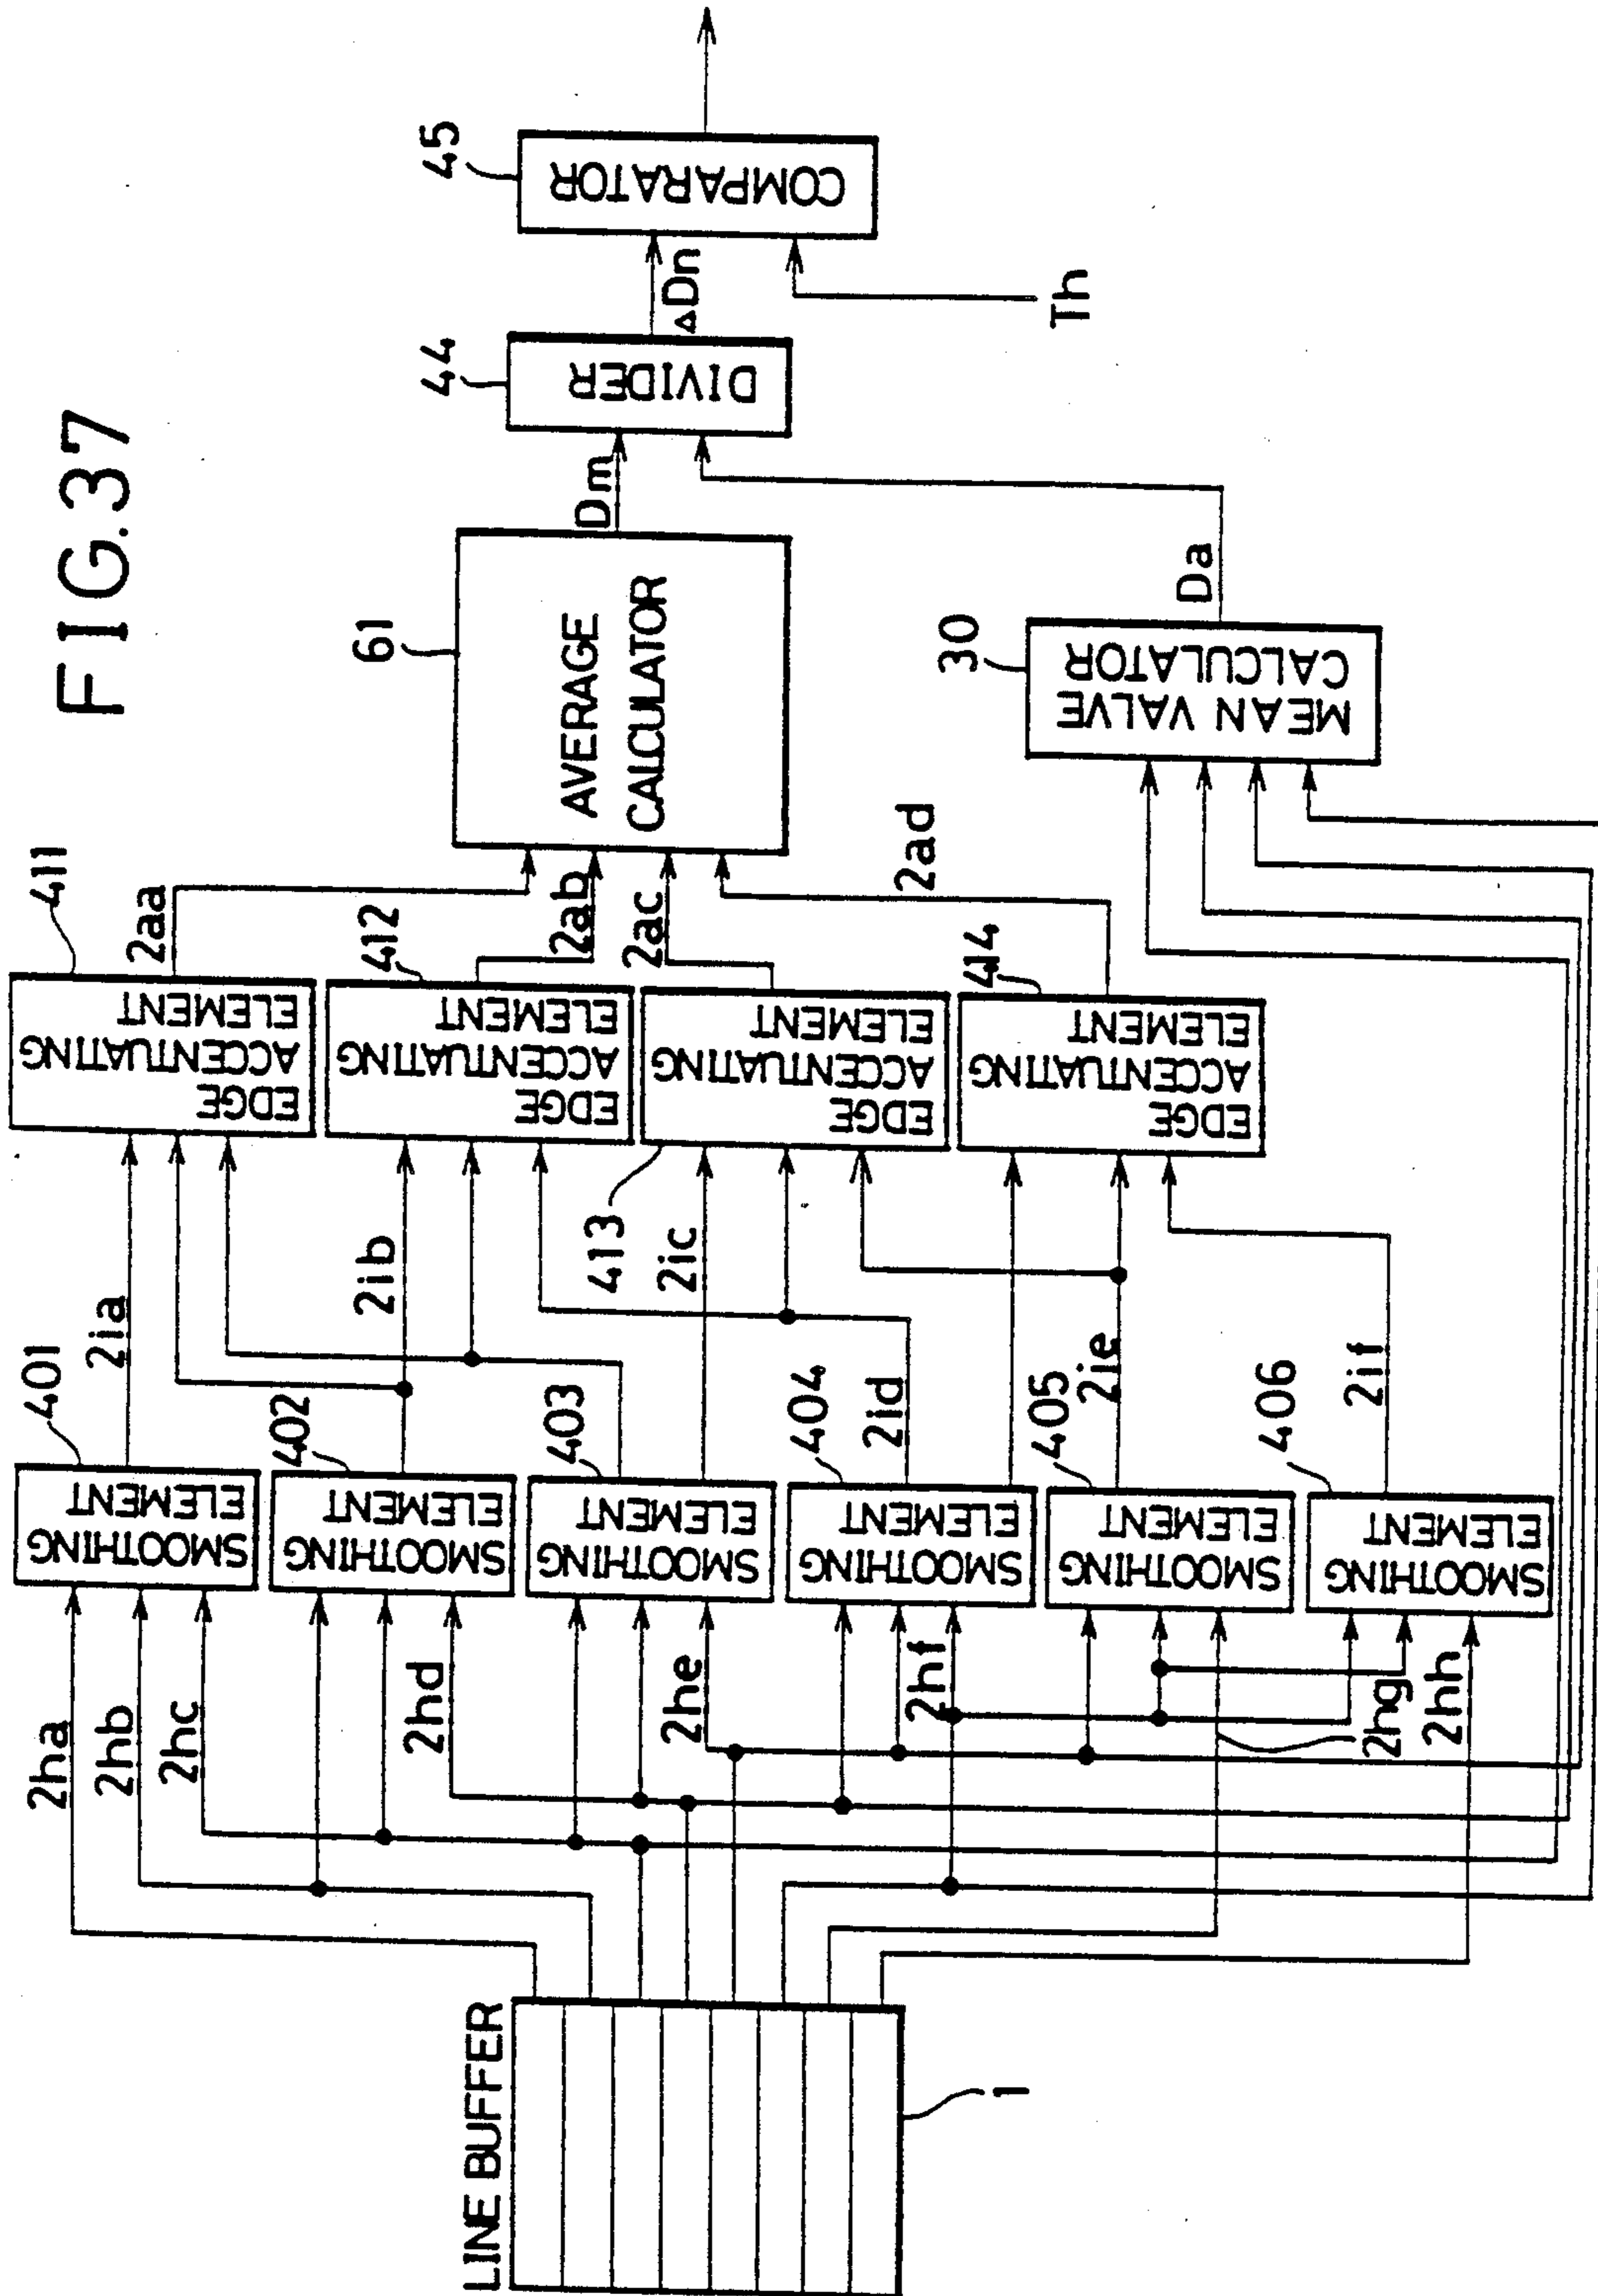 FIG.37
LINE BUFFER
1
2ha
2hb
2hc
2hd
2he
2hf
2hg
2hh
401
SMOOTHING
ELEMENT
402
SMOOTHING
ELEMENT
403
SMOOTHING
ELEMENT
404
SMOOTHING
ELEMENT
405
SMOOTHING
ELEMENT
406
SMOOTHING
ELEMENT
2ia
2ib
2ic
2id
2ie
2if
411
EDGE
ACCENTUATING
ELEMENT
412
EDGE
ACCENTUATING
ELEMENT
413
EDGE
ACCENTUATING
ELEMENT
414
EDGE
ACCENTUATING
ELEMENT
2aa
2ab
2ac
2ad
61
AVERAGE
CALCULATOR
30
MEAN VALVE
CALCULATOR
Dm
Da
44
DIVIDER
ΔDn
Th
45
COMPARATOR